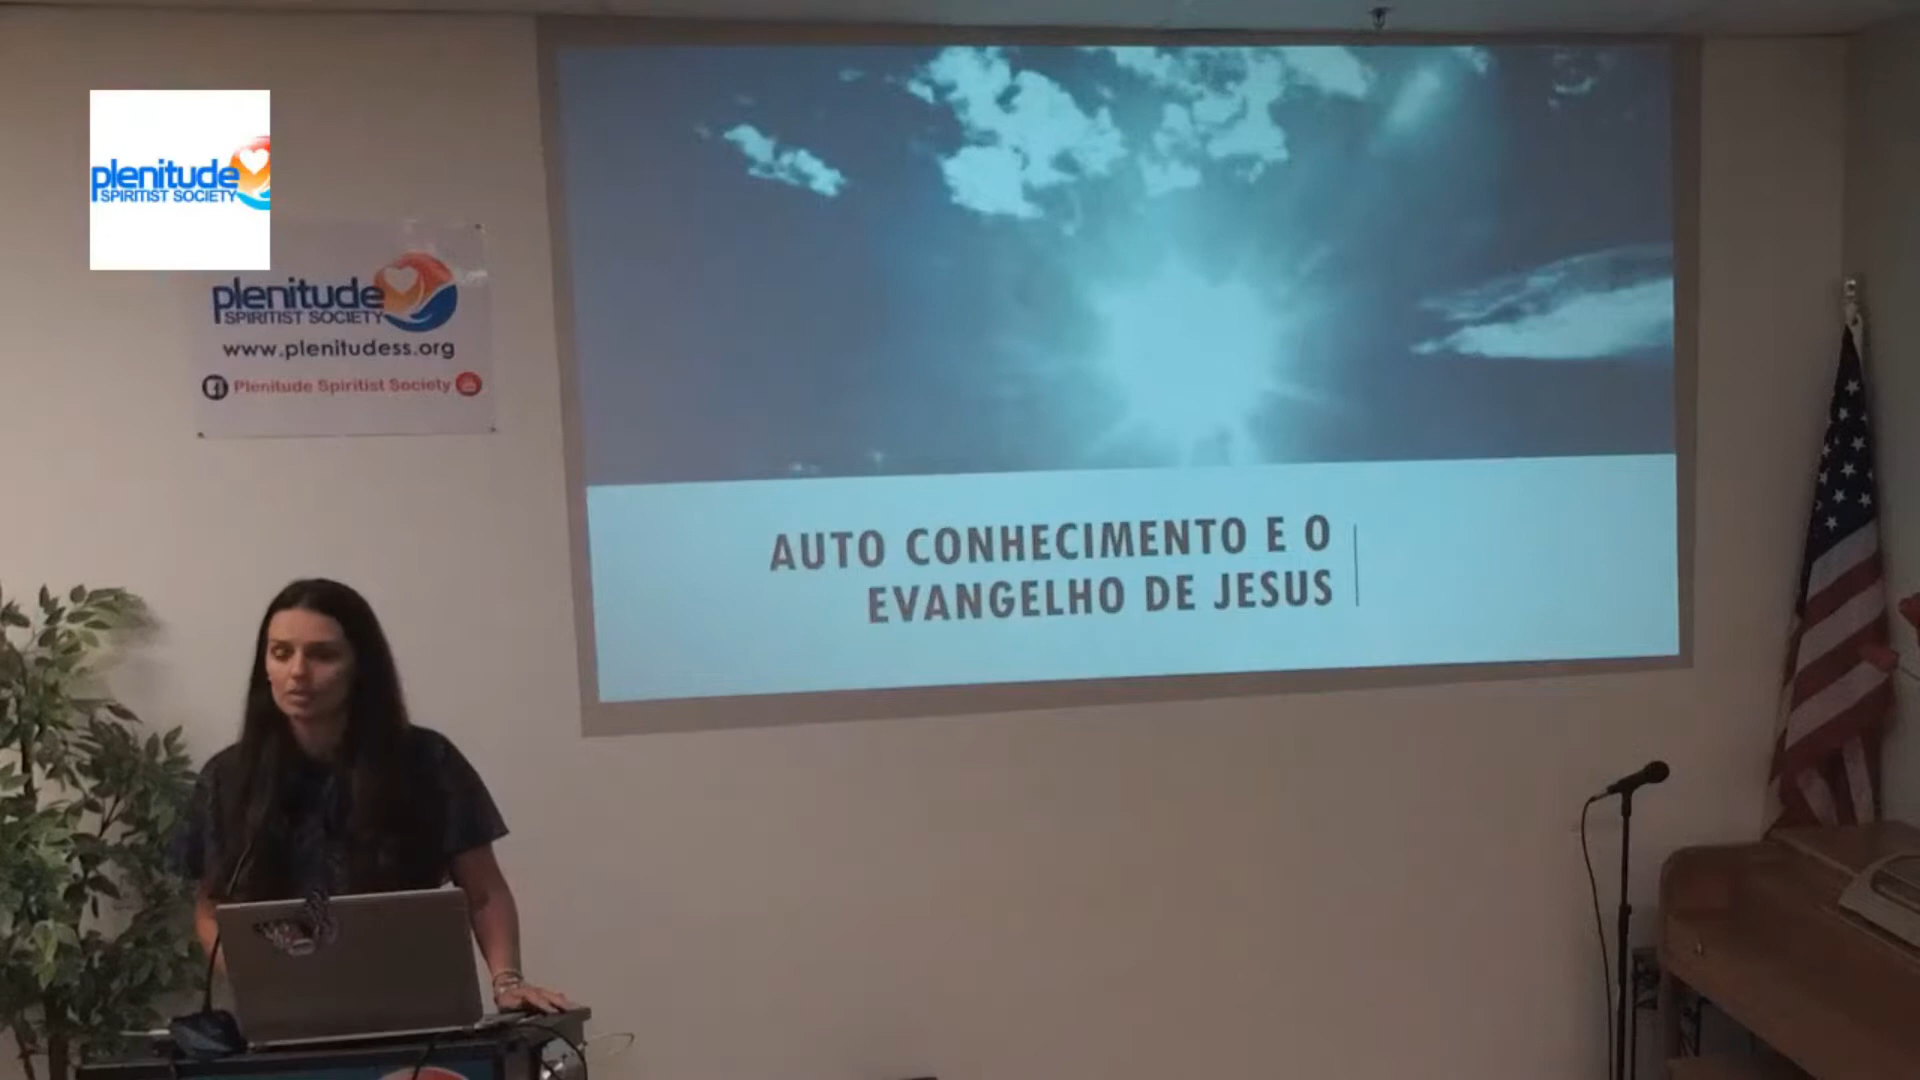 plenitude
SPIRITIST SOCIETY
plenitude
SPIRITIST SOCIETY
www.plenitudess.org
Plenitude Spiritist Society
AUTO CONHECIMENTO E O
EVANGELHO DE JESUS